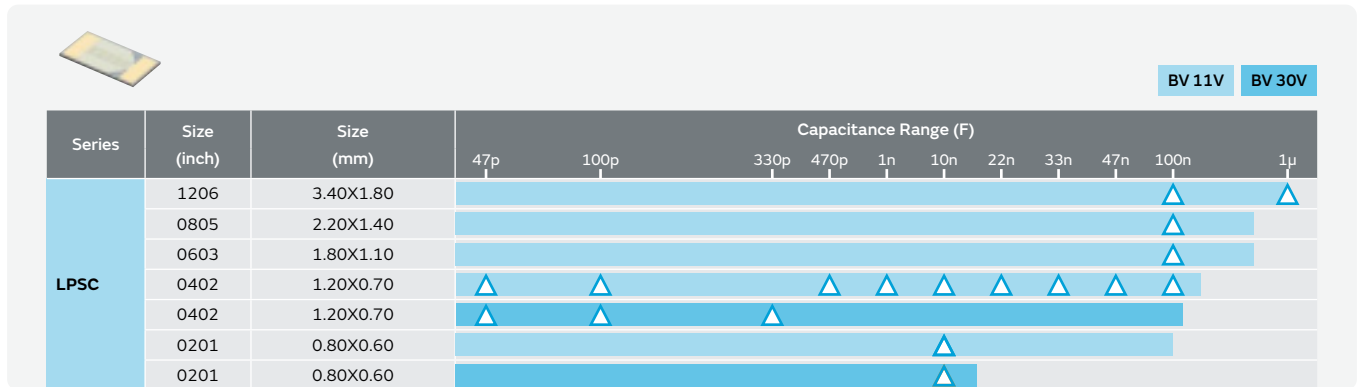 BV 11V BV 30V
Series Size (inch) Size (mm) Capacitance Range (F)
47p 100p 330p 470p 1n 10n 22n 33n 47n 100n 1µ
LPSC
1206 3.40X1.80
0805 2.20X1.40
0603 1.80X1.10
0402 1.20X0.70
0402 1.20X0.70
0201 0.80X0.60
0201 0.80X0.60